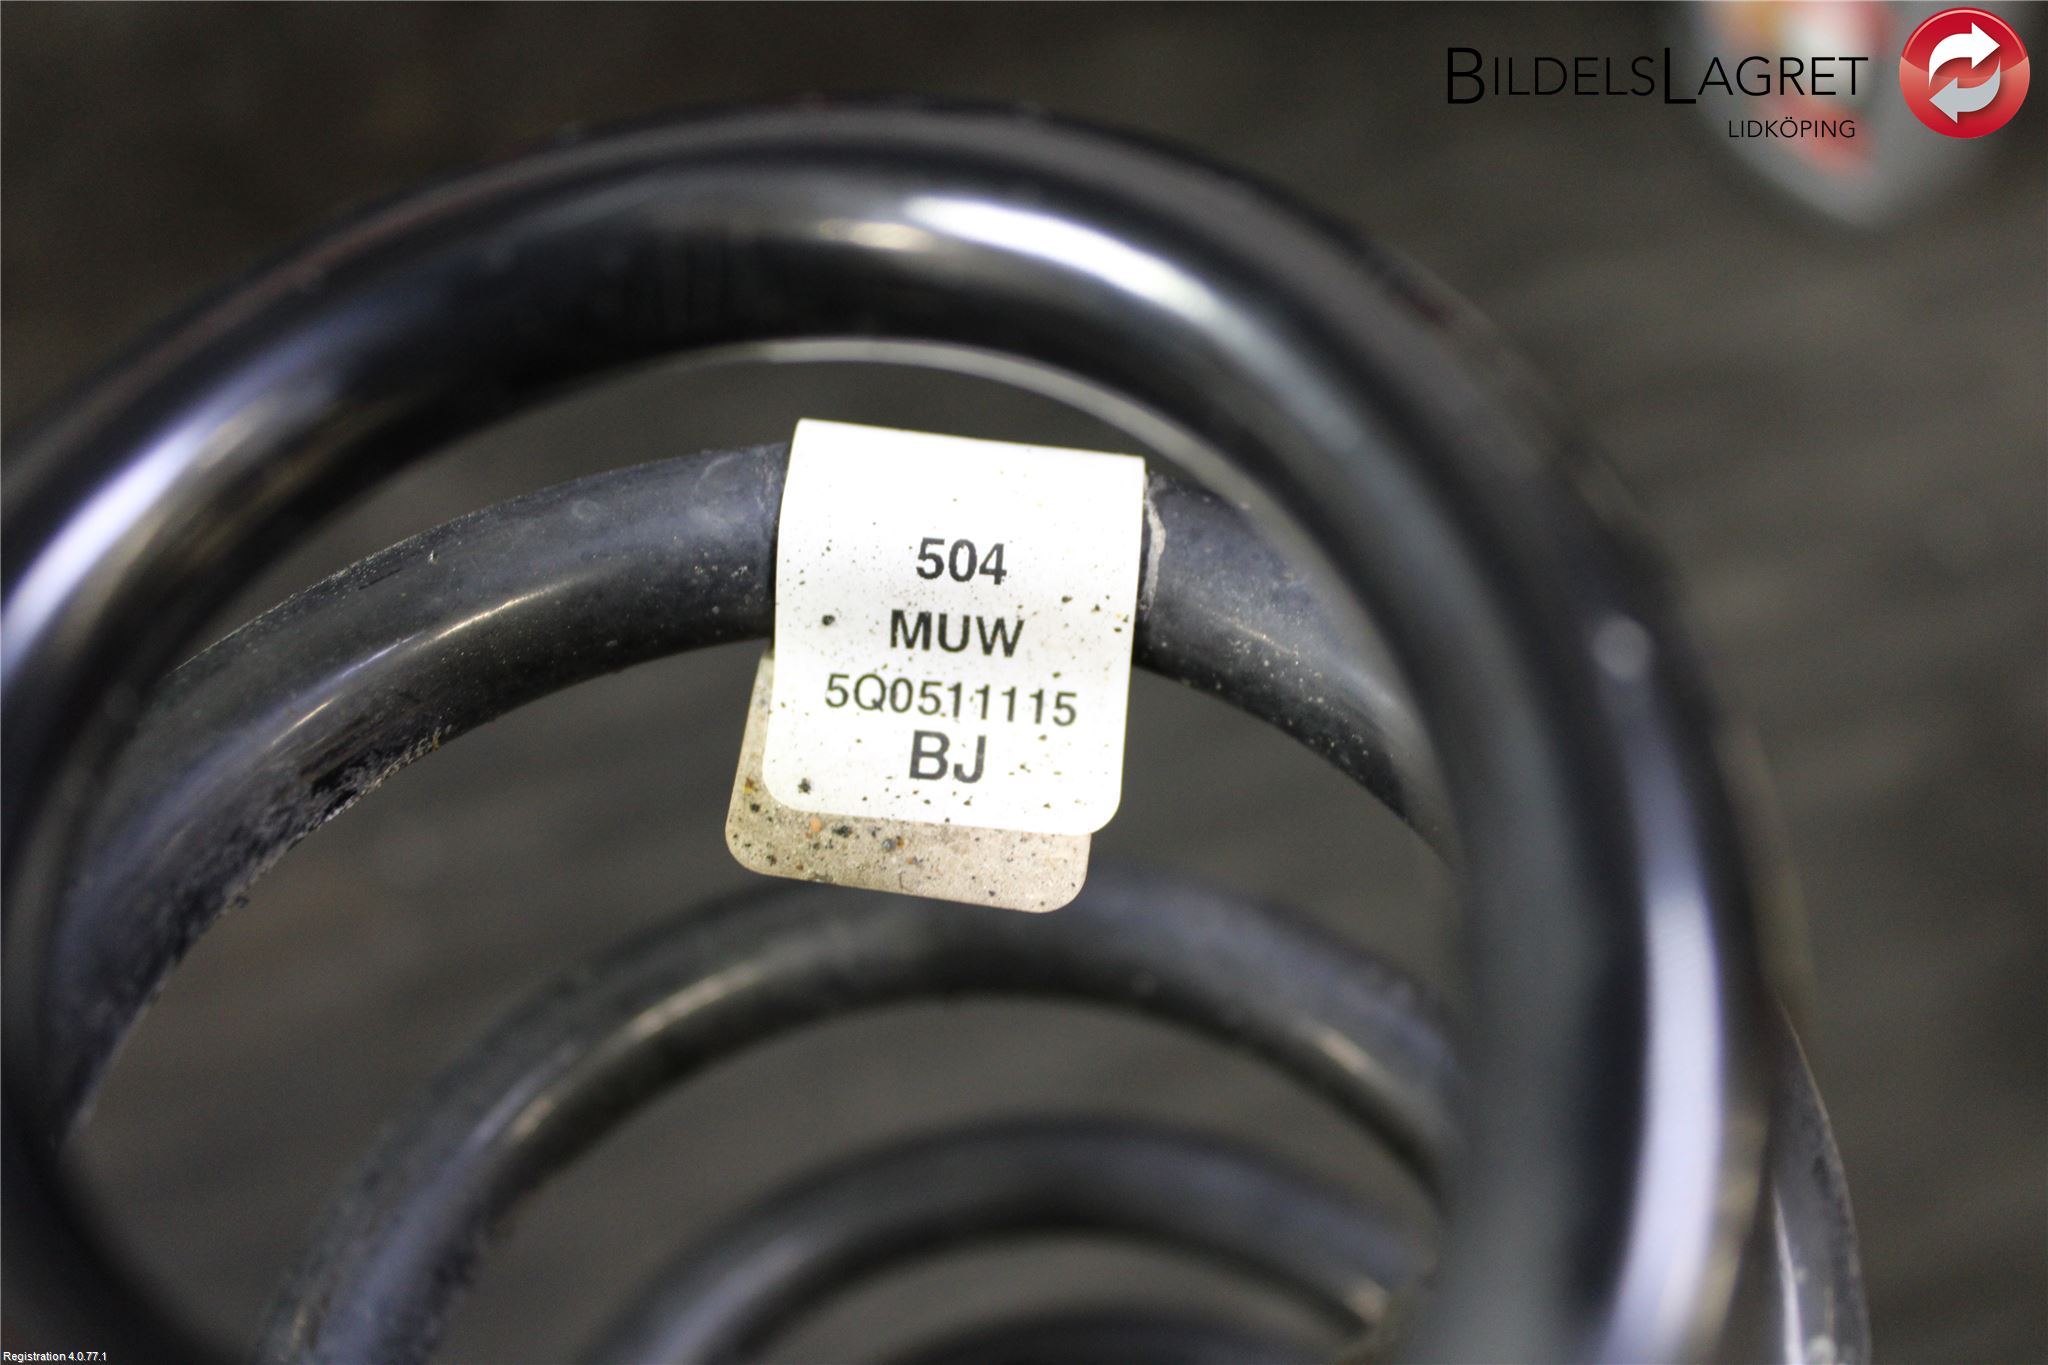 BILDELSLAGRET
LIDKÖPING
504
MUW
5Q0511115
BJ
Registration 4.0.77.1